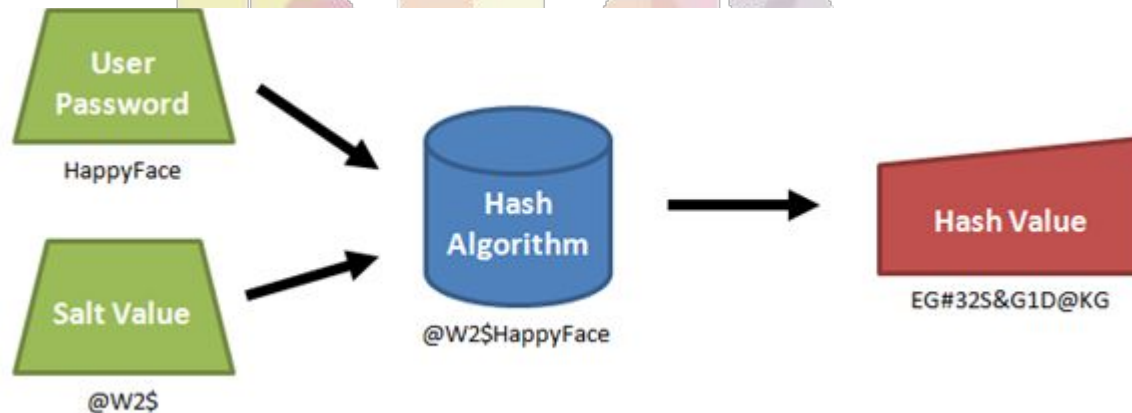 User
Password
HappyFace
Salt Value
@W2$
Hash
Algorithm
@W2$HappyFace
Hash Value
EG#32S&G1D@KG